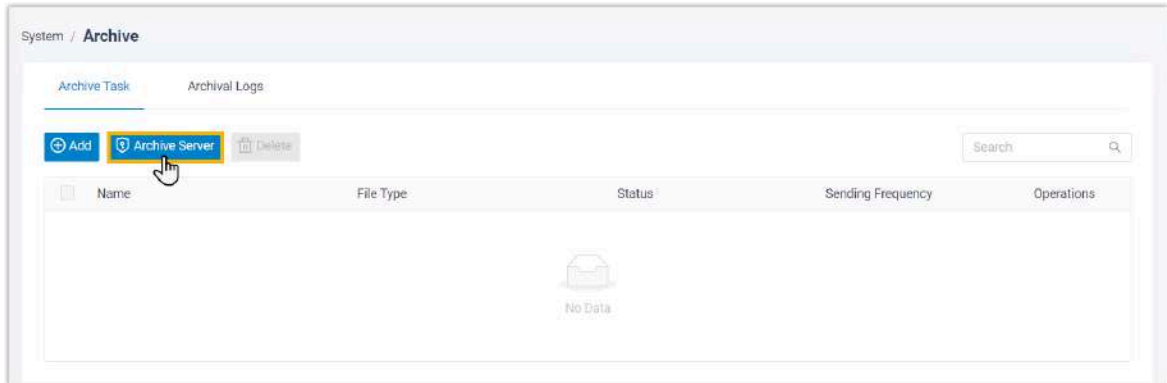 System / Archive
Archive Task Archival Logs
Add Archive Server Delete Search
Name File Type Status Sending Frequency Operations
No Data